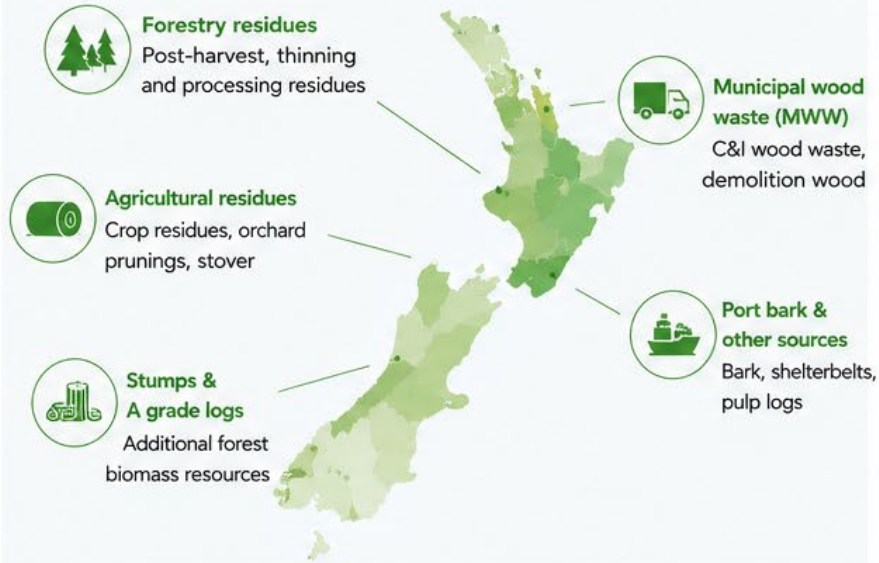 Forestry residues
Post-harvest, thinning
and processing residues
Municipal wood
waste (MWW)
C&I wood waste,
demolition wood
Agricultural residues
Crop residues, orchard
prunings, stover
Port bark &
other sources
Bark, shelterbelts,
pulp logs
Stumps &
A grade logs
Additional forest
biomass resources